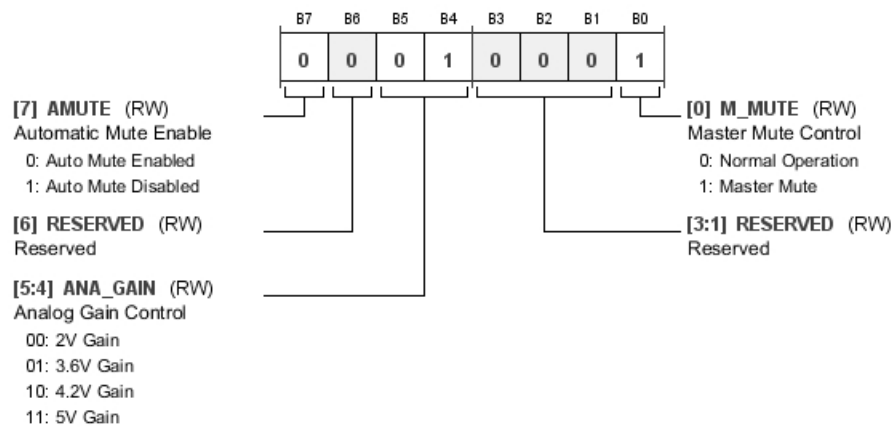 B7 B6 B5 B4 B3 B2 B1 B0
0 0 0 1 0 0 0 1
[7] AMUTE (RW)
Automatic Mute Enable
0: Auto Mute Enabled
1: Auto Mute Disabled
[6] RESERVED (RW)
Reserved
[5:4] ANA_GAIN (RW)
Analog Gain Control
00: 2V Gain
01: 3.6V Gain
10: 4.2V Gain
11: 5V Gain
[0] M_MUTE (RW)
Master Mute Control
0: Normal Operation
1: Master Mute
[3:1] RESERVED (RW)
Reserved